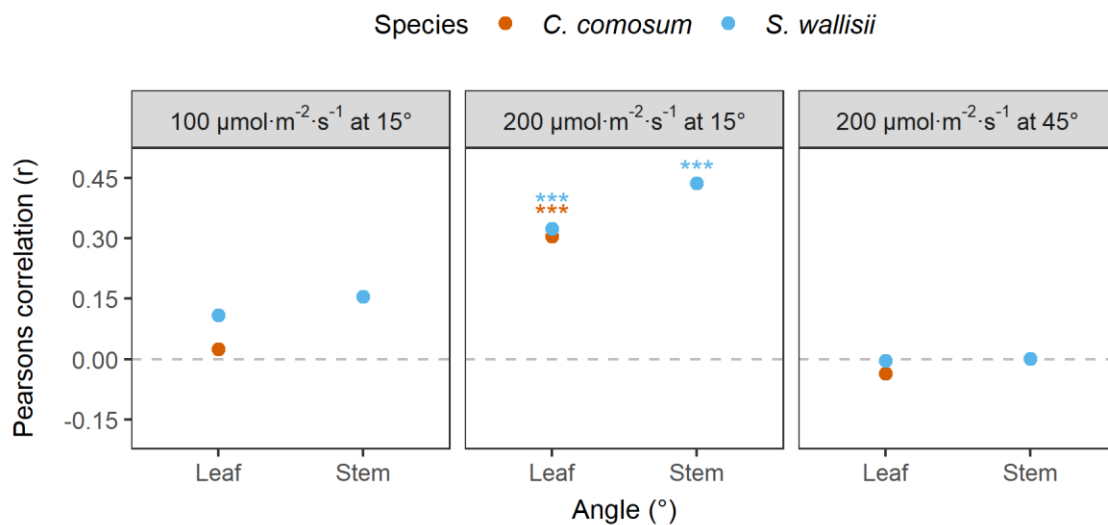 Species C. comosum S. wallisii
100 µmol·m⁻²·s⁻¹ at 15° 200 µmol·m⁻²·s⁻¹ at 15° 200 µmol·m⁻²·s⁻¹ at 45°
Pearsons correlation (r)
0.45
0.30
0.15
0.00
-0.15
***
***
***
Leaf Stem Leaf Stem Leaf Stem
Angle (°)